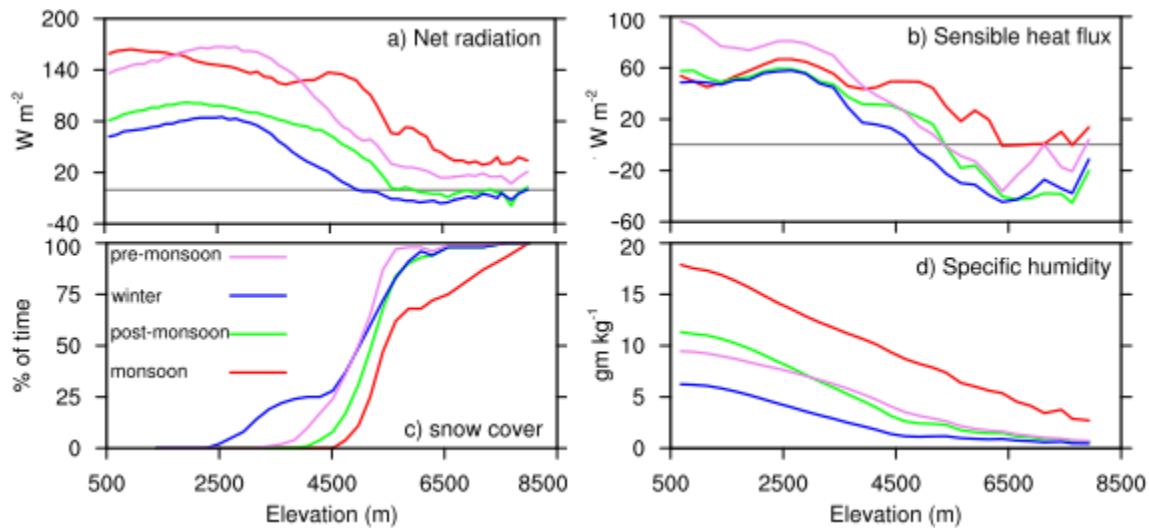 200
140
80
20
-40
W m-2
a) Net radiation
100
60
20
-20
-60
W m-2
b) Sensible heat flux
100
75
50
25
0
% of time
pre-monsoon
winter
post-monsoon
monsoon
c) snow cover
500 2500 4500 6500 8500
Elevation (m)
20
15
10
5
0
gm kg-1
d) Specific humidity
500 2500 4500 6500 8500
Elevation (m)